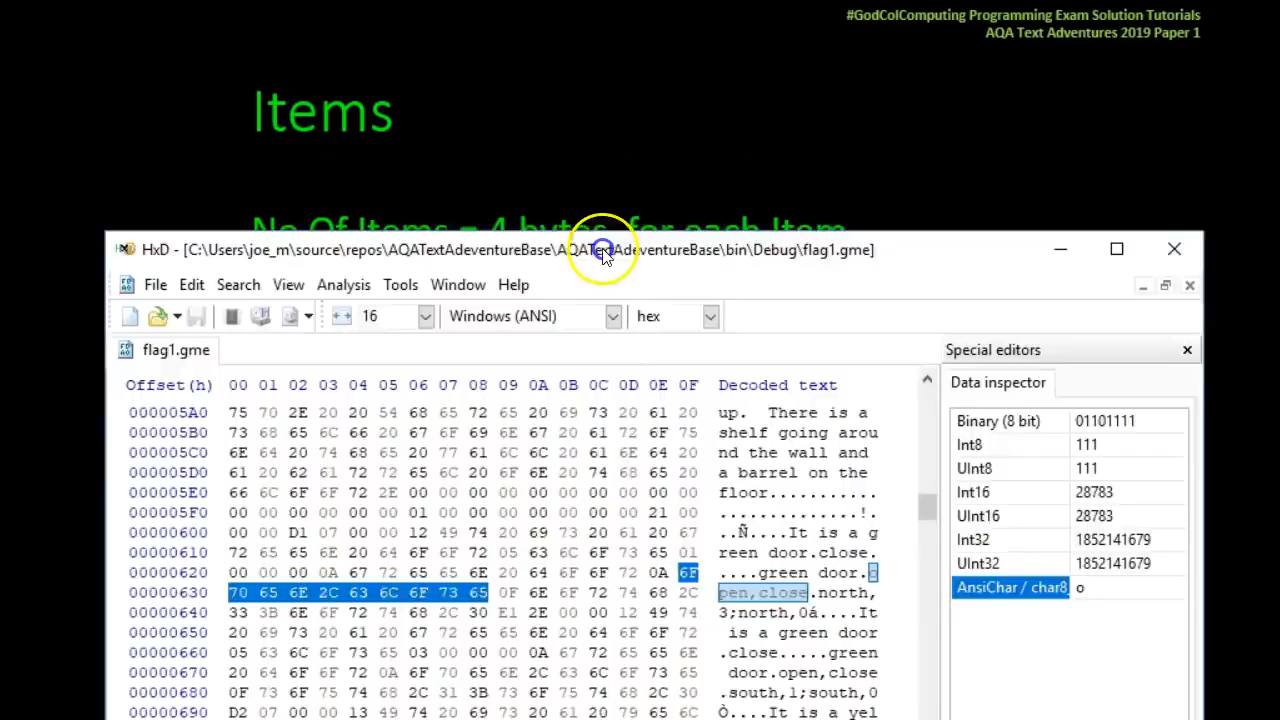 #GodColComputing Programming Exam Solution Tutorials
AQA Text Adventures 2019 Paper 1
Items
No Of Items = 4 bytes, for each Item
HxD - [C:\Users\joe_m\source\repos\AQATextAdeventureBase\AQATextAdeventureBase\bin\Debug\flag1.gme]
File Edit Search View Analysis Tools Window Help
16 Windows (ANSI) hex
flag1.gme
Special editors
Offset(h) 00 01 02 03 04 05 06 07 08 09 0A 0B 0C 0D 0E 0F Decoded text
000005A0 75 70 2E 20 20 54 68 65 72 65 20 69 73 20 61 20 up.  There is a
000005B0 73 68 65 6C 66 20 67 6F 69 6E 67 20 61 72 6F 75 shelf going arou
000005C0 6E 64 20 74 68 65 20 77 61 6C 6C 20 61 6E 64 20 nd the wall and
000005D0 61 20 62 61 72 72 65 6C 20 6F 6E 20 74 68 65 20 a barrel on the
000005E0 66 6C 6F 6F 72 2E 00 00 00 00 00 00 00 00 00 00 floor...........
000005F0 00 00 00 00 00 00 01 00 00 00 00 00 00 00 21 00 ..............!.
00000600 00 00 D1 07 00 00 12 49 74 20 69 73 20 61 20 67 ..Ñ....It is a g
00000610 72 65 65 6E 20 64 6F 6F 72 05 63 6C 6F 73 65 01 reen door.close.
00000620 00 00 00 0A 67 72 65 65 6E 20 64 6F 6F 72 0A 6F ....green door.o
00000630 70 65 6E 2C 63 6C 6F 73 65 0F 6E 6F 72 74 68 2C pen,close.north,
00000640 33 3B 6E 6F 72 74 68 2C 30 E1 2E 00 00 12 49 74 3;north,0á....It
00000650 20 69 73 20 61 20 67 72 65 65 6E 20 64 6F 6F 72 is a green door
00000660 05 63 6C 6F 73 65 03 00 00 00 0A 67 72 65 65 6E .close.....green
00000670 20 64 6F 6F 72 0A 6F 70 65 6E 2C 63 6C 6F 73 65 door.open,close
00000680 0F 73 6F 75 74 68 2C 31 3B 73 6F 75 74 68 2C 30 .south,1;south,0
00000690 D2 07 00 00 13 49 74 20 69 73 20 61 20 79 65 6C Ò....It is a yel
Data inspector
Binary (8 bit) 01101111
Int8 111
UInt8 111
Int16 28783
UInt16 28783
Int32 1852141679
UInt32 1852141679
AnsiChar / char8 o